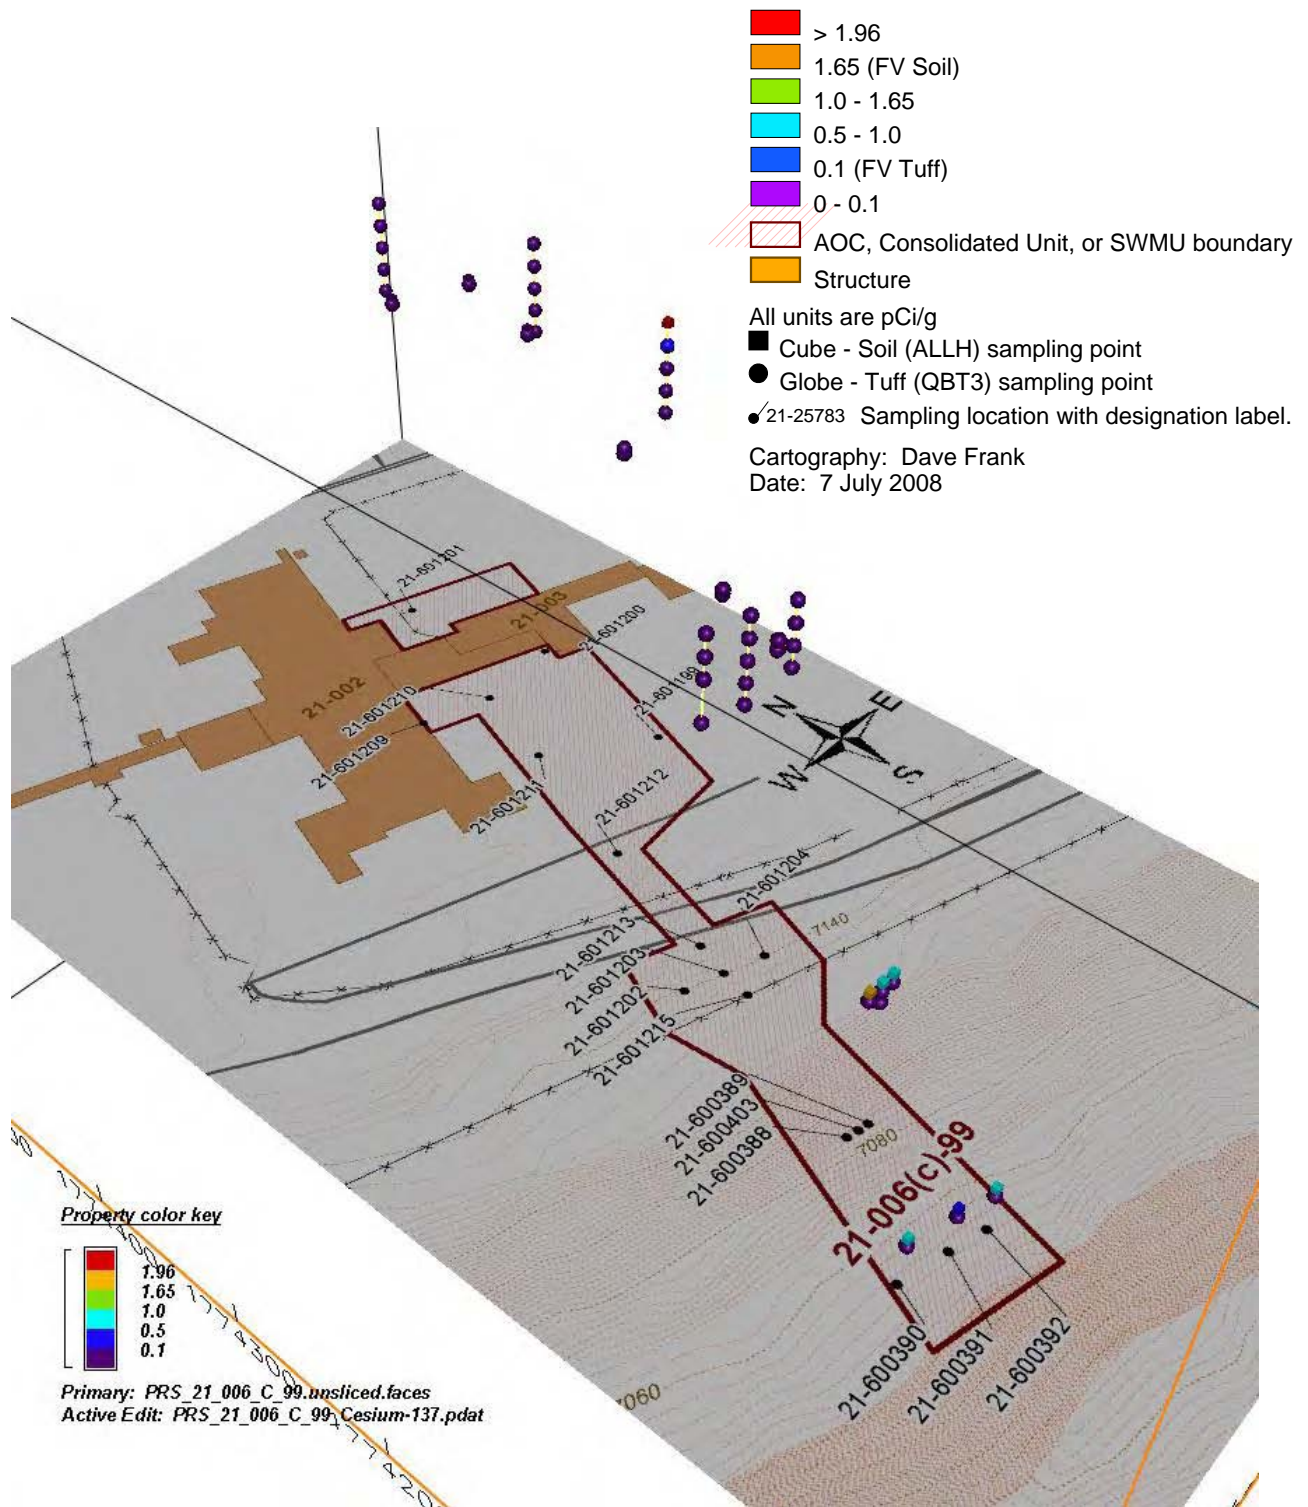 > 1.96
1.65 (FV Soil)
1.0 - 1.65
0.5 - 1.0
0.1 (FV Tuff)
0 - 0.1
AOC, Consolidated Unit, or SWMU boundary
Structure
All units are pCi/g
Cube - Soil (ALLH) sampling point
Globe - Tuff (QBT3) sampling point
21-25783 Sampling location with designation label.
Cartography: Dave Frank
Date: 7 July 2008
21-601201
21-003
21-601200
21-002
21-601210
21-601199
21-601209
N
E
W
S
21-601211
21-601212
21-601204
7140
21-601213
21-601203
21-601202
21-601215
21-600389
21-600403
21-600388
7080
21-006(c)-99
Property color key
1.96
1.65
1.0
0.5
0.1
1774300
21-600390
21-600391
21-600392
7060
Primary: PRS_21_006_C_99.unsliced.faces
Active Edit: PRS_21_006_C_99_Cesium-137.pdat